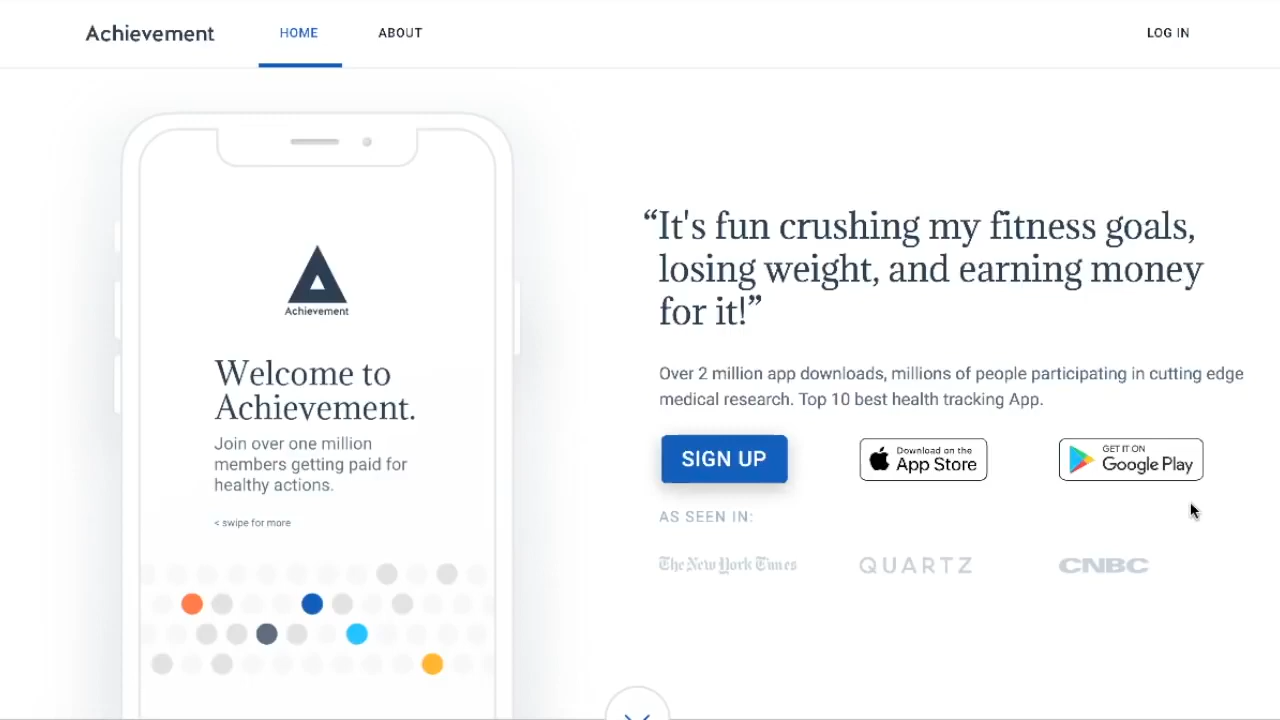 Achievement
HOME
ABOUT
LOG IN
Achievement
Welcome to
Achievement.
Join over one million
members getting paid for
healthy actions.
< swipe for more
“It's fun crushing my fitness goals,
losing weight, and earning money
for it!”
Over 2 million app downloads, millions of people participating in cutting edge
medical research. Top 10 best health tracking App.
SIGN UP
Download on the
App Store
GET IT ON
Google Play
AS SEEN IN:
The New York Times
QUARTZ
CNBC